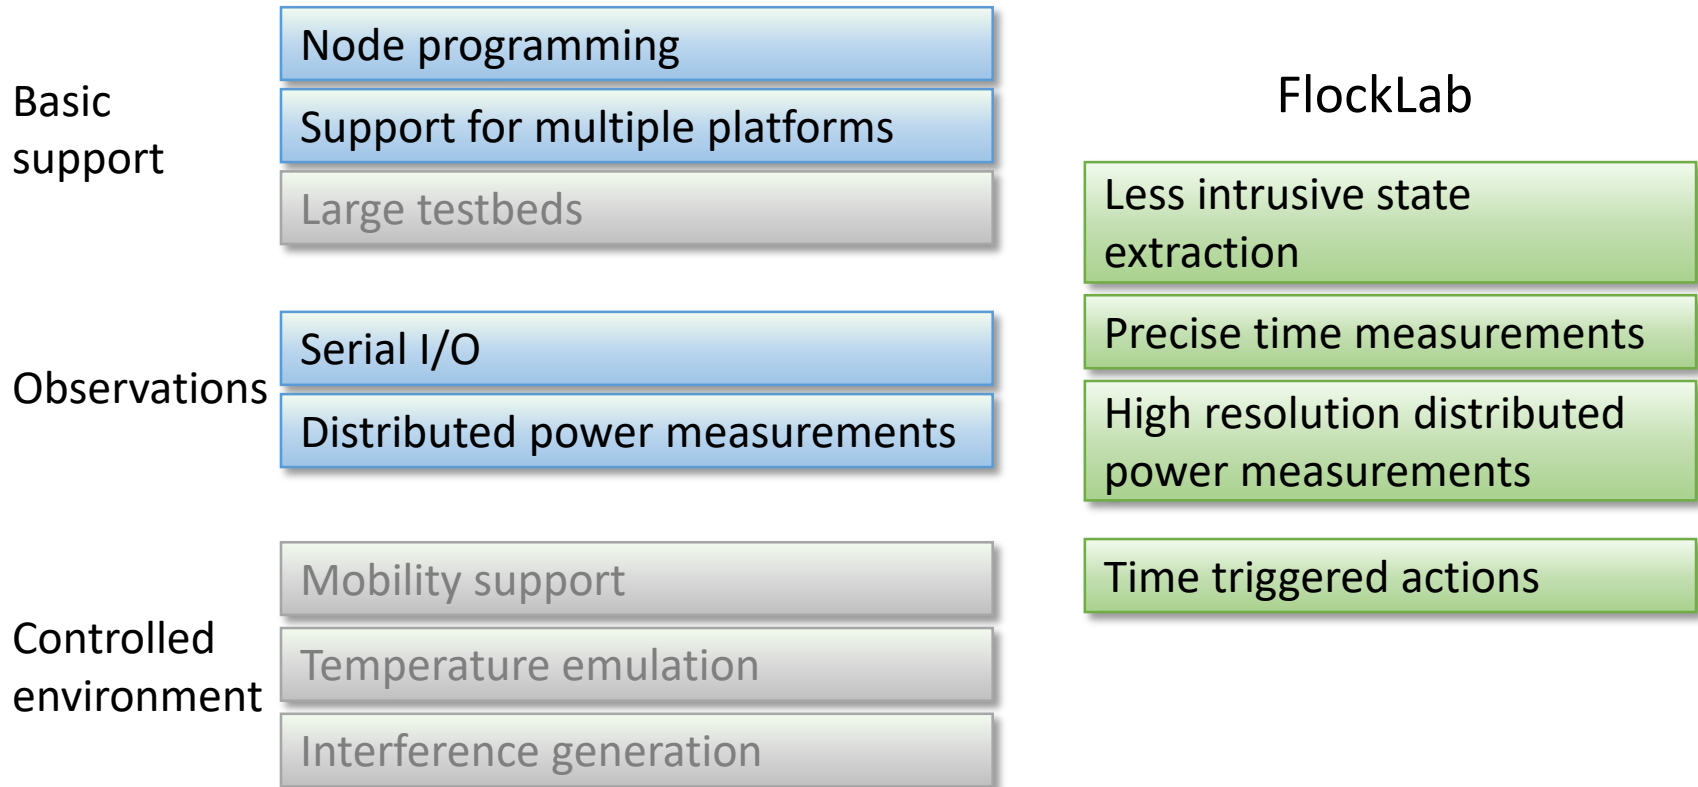 Basic
support
Node programming
Support for multiple platforms
Large testbeds
Observations
Serial I/O
Distributed power measurements
Controlled
environment
Mobility support
Temperature emulation
Interference generation
FlockLab
Less intrusive state
extraction
Precise time measurements
High resolution distributed
power measurements
Time triggered actions